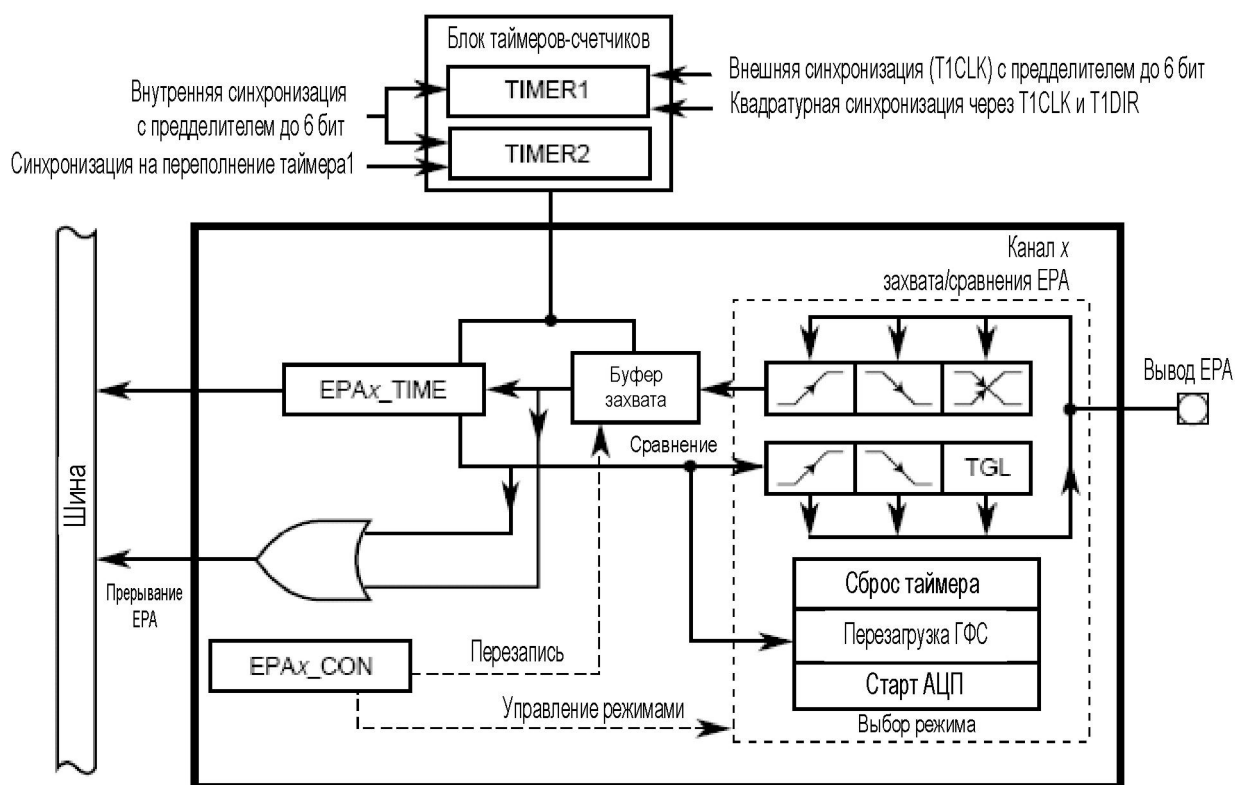 Блок таймеров-счетчиков
TIMER1
TIMER2
Внутренняя синхронизация
с предделителем до 6 бит
Синхронизация на переполнение таймера1
Внешняя синхронизация (T1CLK) с предделителем до 6 бит
Квадратурная синхронизация через T1CLK и T1DIR
Канал x
захвата/сравнения EPA
Шина
EPAx_TIME
Буфер
захвата
Вывод EPA
Сравнение
TGL
Прерывание
EPA
Сброс таймера
Перезагрузка ГФС
Старт АЦП
Выбор режима
EPAx_CON
Перезапись
Управление режимами